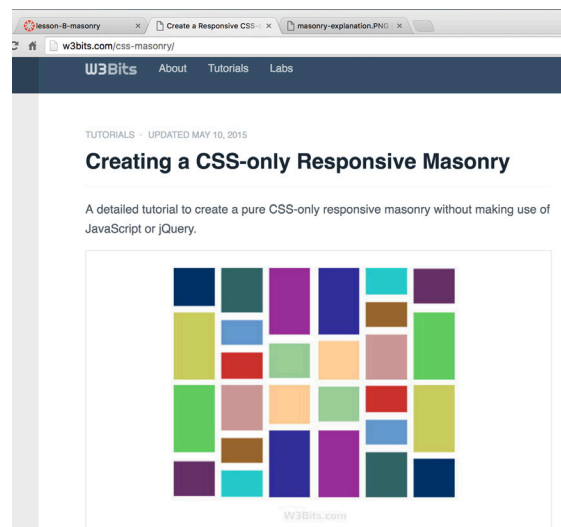 lesson-8-masonry
Create a Responsive CSS-
masonry-explanation.PNG
w3bits.com/css-masonry/
W3Bits About Tutorials Labs
TUTORIALS · UPDATED MAY 10, 2015
Creating a CSS-only Responsive Masonry
A detailed tutorial to create a pure CSS-only responsive masonry without making use of
JavaScript or jQuery.
W3Bits.com